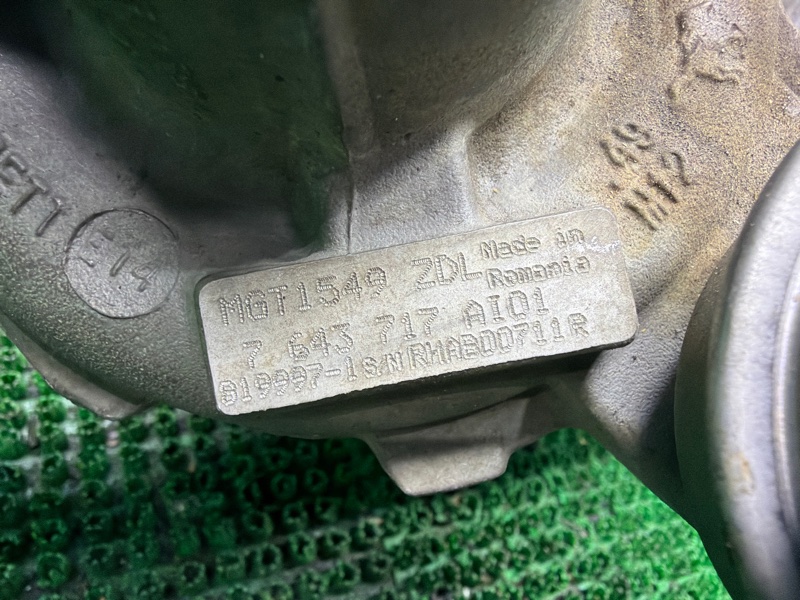 MGT1549 ZDL Made in
Romania
7 643 717 AI01
819997-1 S/N RMAB00711R
E14